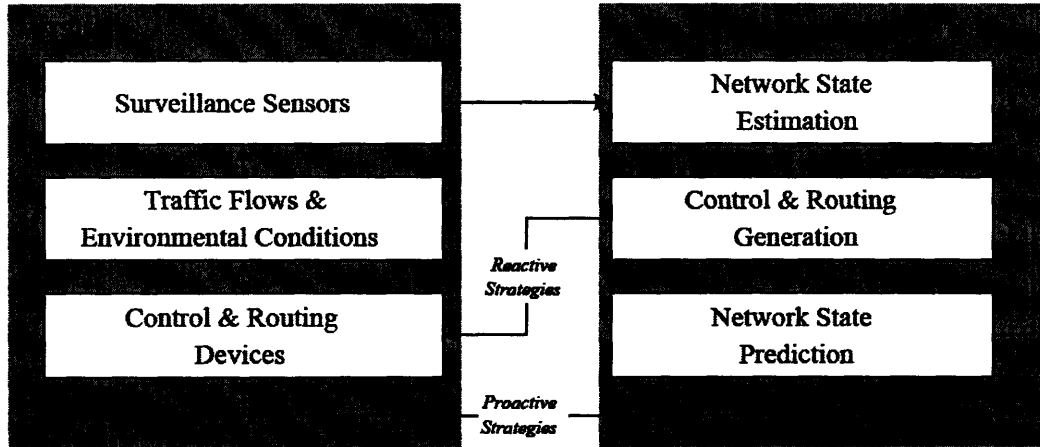 Surveillance Sensors
Traffic Flows &
Environmental Conditions
Control & Routing
Devices
Reactive
Strategies
Proactive
Strategies
Network State
Estimation
Control & Routing
Generation
Network State
Prediction